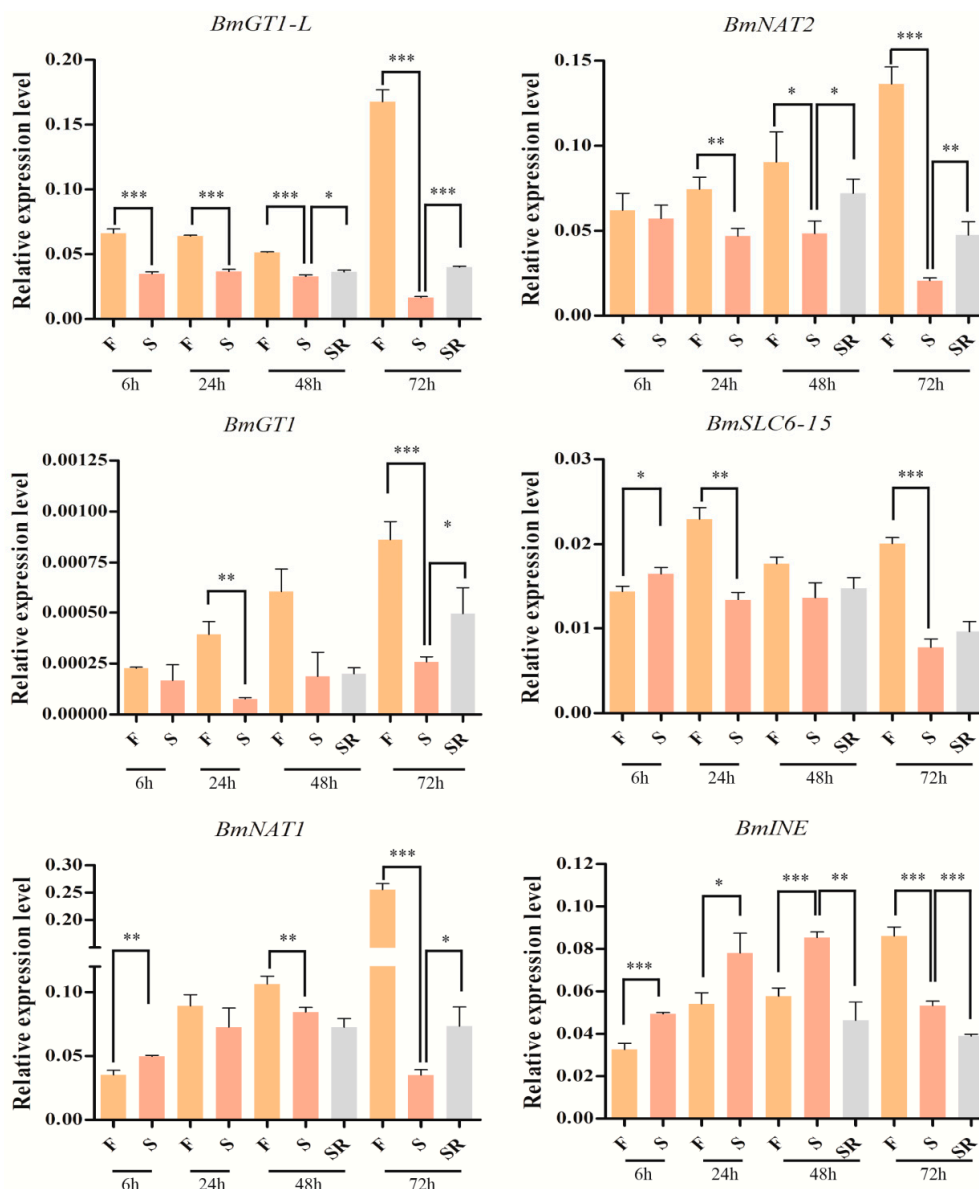 BmGT1-L
Relative expression level
0.20
0.15
0.10
0.05
0.00
*** *** *** * *** ***
F S F S F S SR F S SR
6h 24h 48h 72h
BmNAT2
Relative expression level
0.15
0.10
0.05
0.00
** * * *** **
F S F S F S SR F S SR
6h 24h 48h 72h
BmGT1
Relative expression level
0.00125
0.00100
0.00075
0.00050
0.00025
0.00000
** *** *
F S F S F S SR F S SR
6h 24h 48h 72h
BmSLC6-15
Relative expression level
0.03
0.02
0.01
0.00
* ** ***
F S F S F S SR F S SR
6h 24h 48h 72h
BmNAT1
Relative expression level
0.30
0.25
0.20
0.10
0.05
0.00
** ** *** *
F S F S F S SR F S SR
6h 24h 48h 72h
BmINE
Relative expression level
0.12
0.10
0.08
0.06
0.04
0.02
0.00
*** * *** ** *** ***
F S F S F S SR F S SR
6h 24h 48h 72h